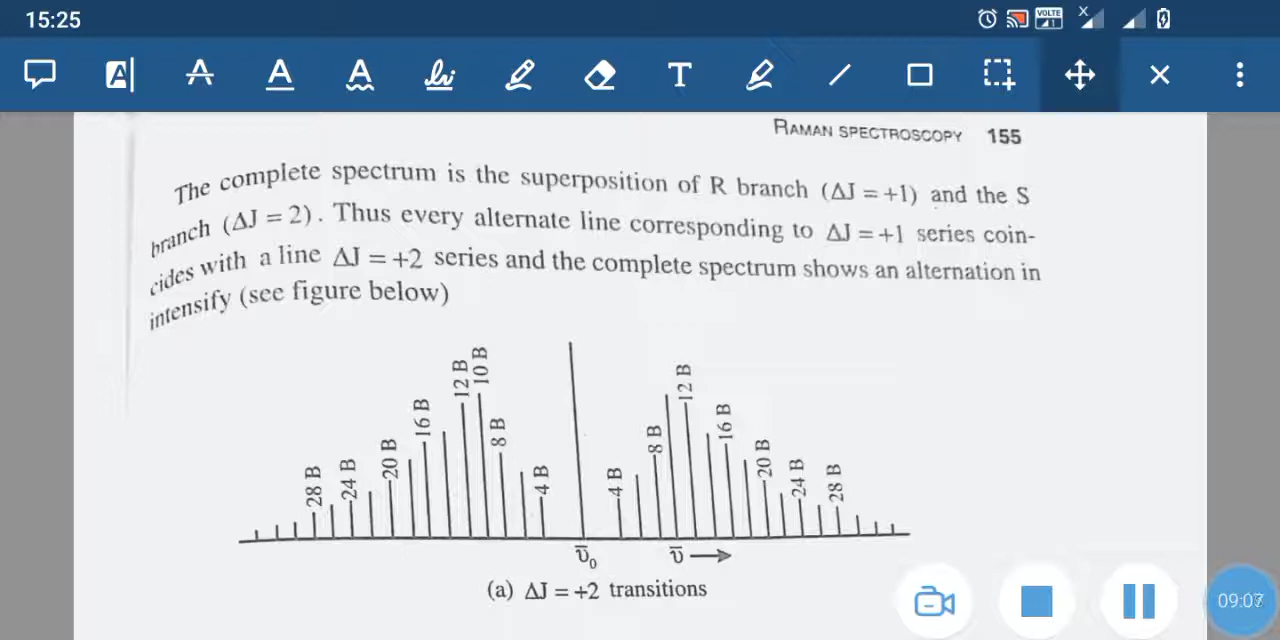 15:25
VOLTE
X
1
A
A
A
A
T
RAMAN SPECTROSCOPY 155
The complete spectrum is the superposition of R branch (ΔJ = +1) and the S
branch (ΔJ = 2). Thus every alternate line corresponding to ΔJ = +1 series coin-
cides with a line ΔJ = +2 series and the complete spectrum shows an alternation in
intensify (see figure below)
28 B 24 B 20 B 16 B 12 B 10 B 8 B 4 B 4 B 8 B 12 B 16 B 20 B 24 B 28 B
ῡ₀ ῡ
(a) ΔJ = +2 transitions